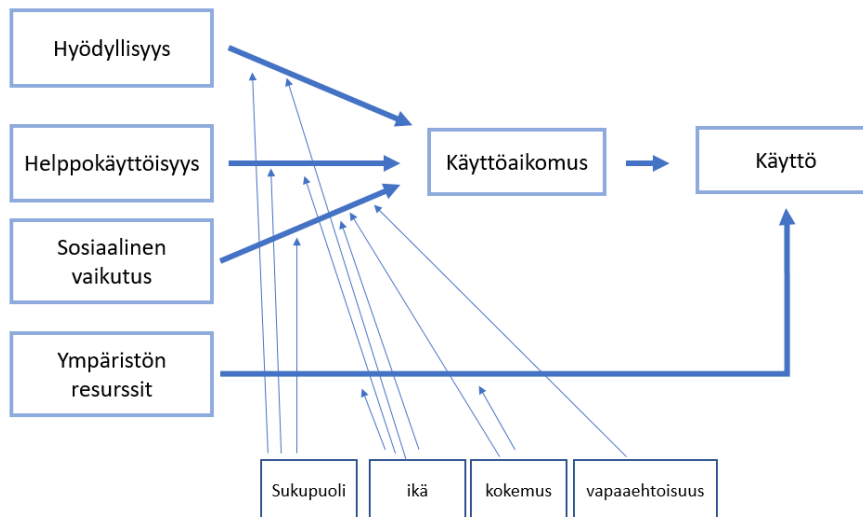 Hyödyllisyys
Helppokäyttöisyys
Käyttöaikomus
Käyttö
Sosiaalinen
vaikutus
Ympäristön
resurssit
Sukupuoli
ikä
kokemus
vapaaehtoisuus